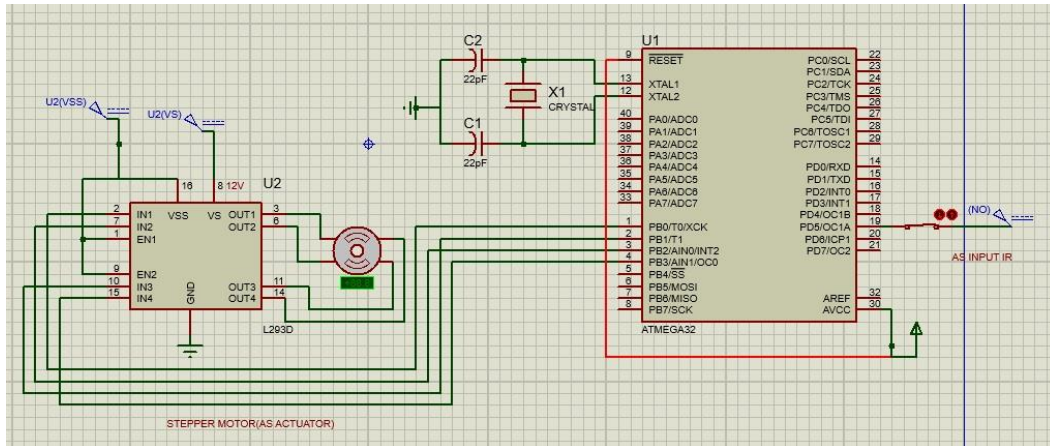 C2
22pF
X1
CRYSTAL
C1
22pF
U1
ATMEGA32
9 RESET
13 XTAL1
12 XTAL2
40 PA0/ADC0
39 PA1/ADC1
38 PA2/ADC2
37 PA3/ADC3
36 PA4/ADC4
35 PA5/ADC5
34 PA6/ADC6
33 PA7/ADC7
1 PB0/T0/XCK
2 PB1/T1
3 PB2/AIN0/INT2
4 PB3/AIN1/OC0
5 PB4/SS
6 PB5/MOSI
7 PB6/MISO
8 PB7/SCK
PC0/SCL 22
PC1/SDA 23
PC2/TCK 24
PC3/TMS 25
PC4/TDO 26
PC5/TDI 27
PC6/TOSC1 28
PC7/TOSC2 29
PD0/RXD 14
PD1/TXD 15
PD2/INT0 16
PD3/INT1 17
PD4/OC1B 18
PD5/OC1A 19
PD6/ICP1 20
PD7/OC2 21
AREF 32
AVCC 30
(NO)
AS INPUT IR
U2(VSS)
U2(VS)
U2
16 8 12V
VSS VS
2 IN1
7 IN2
1 EN1
9 EN2
10 IN3
15 IN4
OUT1 3
OUT2 6
OUT3 11
OUT4 14
GND
L293D
STEPPER MOTOR(AS ACTUATOR)